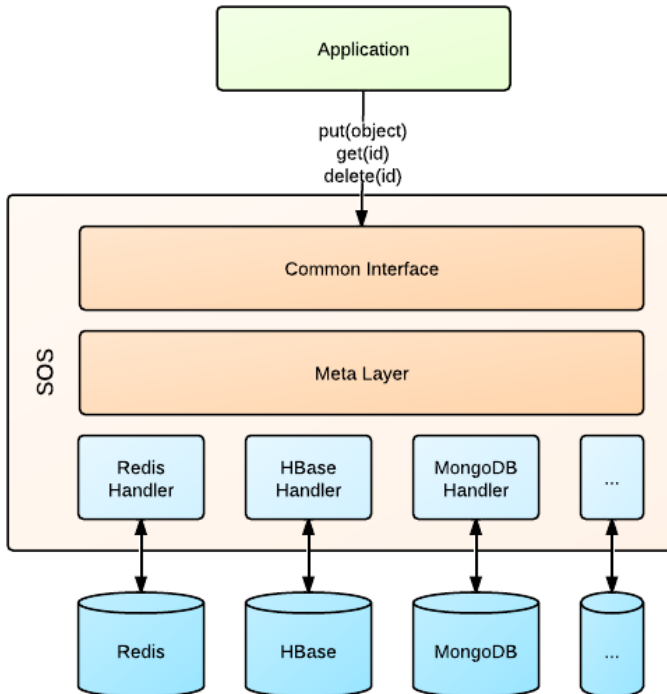 Application
put(object)
get(id)
delete(id)
Common Interface
SOS
Meta Layer
Redis
Handler
HBase
Handler
MongoDB
Handler
...
Redis
HBase
MongoDB
...